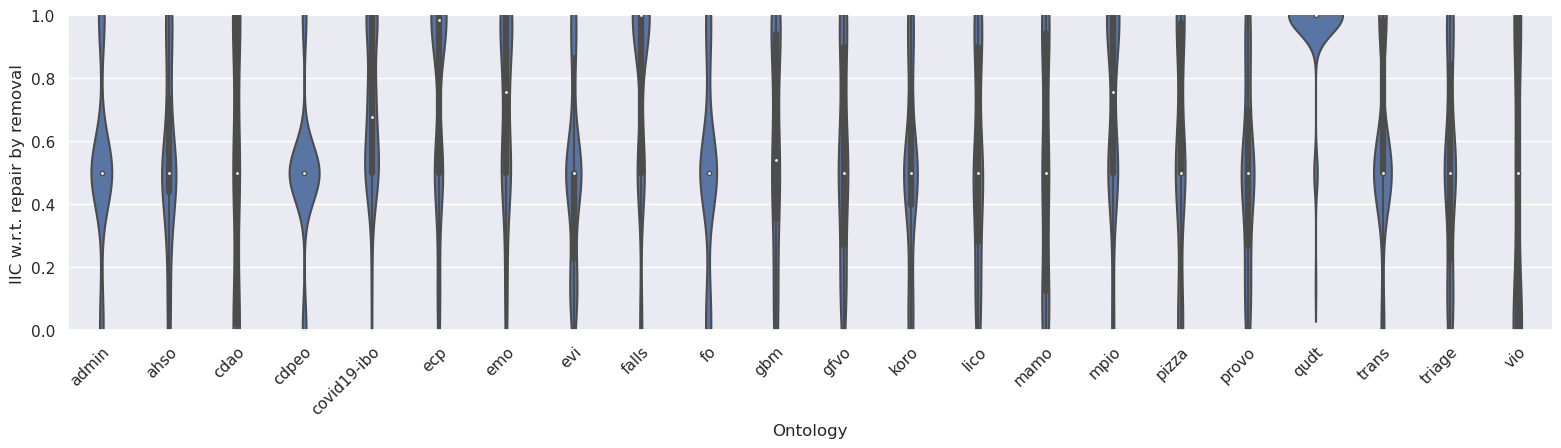 IIC w.r.t. repair by removal
1.0
0.8
0.6
0.4
0.2
0.0
admin
ahso
cdao
cdpeo
covid19-ibo
ecp
emo
evi
falls
fo
gbm
gfvo
koro
lico
mamo
mpio
pizza
provo
qudt
trans
triage
vio
Ontology